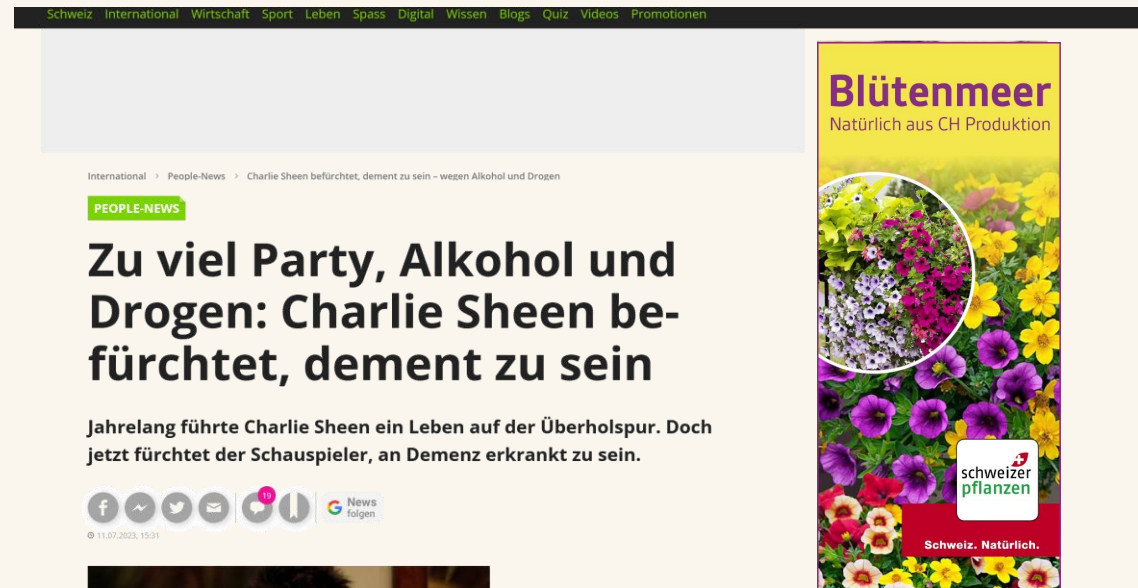 Schweiz International Wirtschaft Sport Leben Spass Digital Wissen Blogs Quiz Videos Promotionen
International > People-News > Charlie Sheen befürchtet, dement zu sein – wegen Alkohol und Drogen
PEOPLE-NEWS
Zu viel Party, Alkohol und
Drogen: Charlie Sheen be-
fürchtet, dement zu sein
Jahrelang führte Charlie Sheen ein Leben auf der Überholspur. Doch
jetzt fürchtet der Schauspieler, an Demenz erkrankt zu sein.
19
News
folgen
11.07.2023, 15:31
Blütenmeer
Natürlich aus CH Produktion
schweizer
pflanzen
Schweiz. Natürlich.